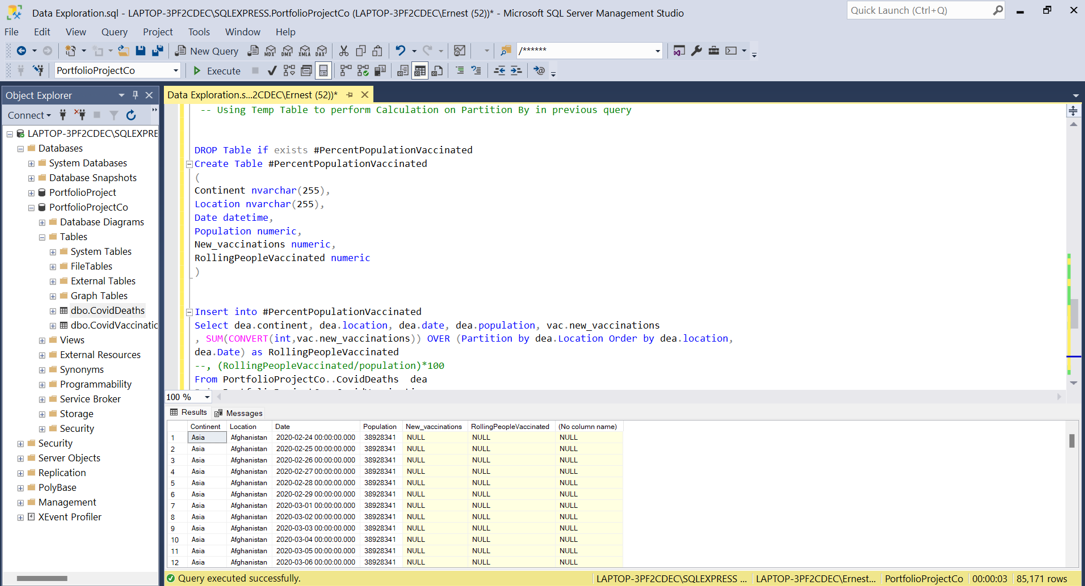 Data Exploration.sql - LAPTOP-3PF2CDEC\SQLEXPRESS.PortfolioProjectCo (LAPTOP-3PF2CDEC\Ernest (52))* - Microsoft SQL Server Management Studio
Quick Launch (Ctrl+Q)
File Edit View Query Project Tools Window Help
New Query MDX DMX XMLA DAX /******
PortfolioProjectCo Execute
Object Explorer
Connect
LAPTOP-3PF2CDEC\SQLEXPRE
Databases
System Databases
Database Snapshots
PortfolioProject
PortfolioProjectCo
Database Diagrams
Tables
System Tables
FileTables
External Tables
Graph Tables
dbo.CovidDeaths
dbo.CovidVaccinatic
Views
External Resources
Synonyms
Programmability
Service Broker
Storage
Security
Security
Server Objects
Replication
PolyBase
Management
XEvent Profiler
Data Exploration.s...2CDEC\Ernest (52))*
-- Using Temp Table to perform Calculation on Partition By in previous query
DROP Table if exists #PercentPopulationVaccinated
Create Table #PercentPopulationVaccinated
(
Continent nvarchar(255),
Location nvarchar(255),
Date datetime,
Population numeric,
New_vaccinations numeric,
RollingPeopleVaccinated numeric
)
Insert into #PercentPopulationVaccinated
Select dea.continent, dea.location, dea.date, dea.population, vac.new_vaccinations
, SUM(CONVERT(int,vac.new_vaccinations)) OVER (Partition by dea.Location Order by dea.location,
dea.Date) as RollingPeopleVaccinated
--, (RollingPeopleVaccinated/population)*100
From PortfolioProjectCo..CovidDeaths dea
100 %
Results Messages
Continent Location Date Population New_vaccinations RollingPeopleVaccinated (No column name)
1 Asia Afghanistan 2020-02-24 00:00:00.000 38928341 NULL NULL NULL
2 Asia Afghanistan 2020-02-25 00:00:00.000 38928341 NULL NULL NULL
3 Asia Afghanistan 2020-02-26 00:00:00.000 38928341 NULL NULL NULL
4 Asia Afghanistan 2020-02-27 00:00:00.000 38928341 NULL NULL NULL
5 Asia Afghanistan 2020-02-28 00:00:00.000 38928341 NULL NULL NULL
6 Asia Afghanistan 2020-02-29 00:00:00.000 38928341 NULL NULL NULL
7 Asia Afghanistan 2020-03-01 00:00:00.000 38928341 NULL NULL NULL
8 Asia Afghanistan 2020-03-02 00:00:00.000 38928341 NULL NULL NULL
9 Asia Afghanistan 2020-03-03 00:00:00.000 38928341 NULL NULL NULL
10 Asia Afghanistan 2020-03-04 00:00:00.000 38928341 NULL NULL NULL
11 Asia Afghanistan 2020-03-05 00:00:00.000 38928341 NULL NULL NULL
12 Asia Afghanistan 2020-03-06 00:00:00.000 38928341 NULL NULL NULL
Query executed successfully. LAPTOP-3PF2CDEC\SQLEXPRESS ... LAPTOP-3PF2CDEC\Ernest... PortfolioProjectCo 00:00:03 85,171 rows